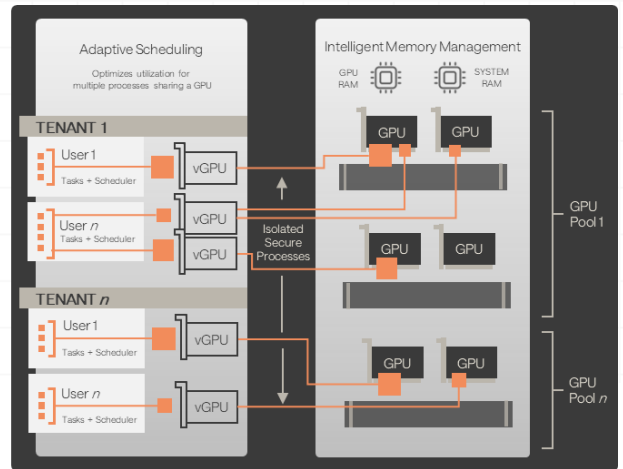 Adaptive Scheduling
Optimizes utilization for
multiple processes sharing a GPU
Intelligent Memory Management
GPU
RAM
SYSTEM
RAM
TENANT 1
User 1
Tasks + Scheduler
vGPU
User n
Tasks + Scheduler
vGPU
vGPU
TENANT n
User 1
Tasks + Scheduler
vGPU
User n
Tasks + Scheduler
vGPU
Isolated
Secure
Processes
GPU
GPU
GPU
GPU
GPU
GPU
GPU
Pool 1
GPU
Pool n